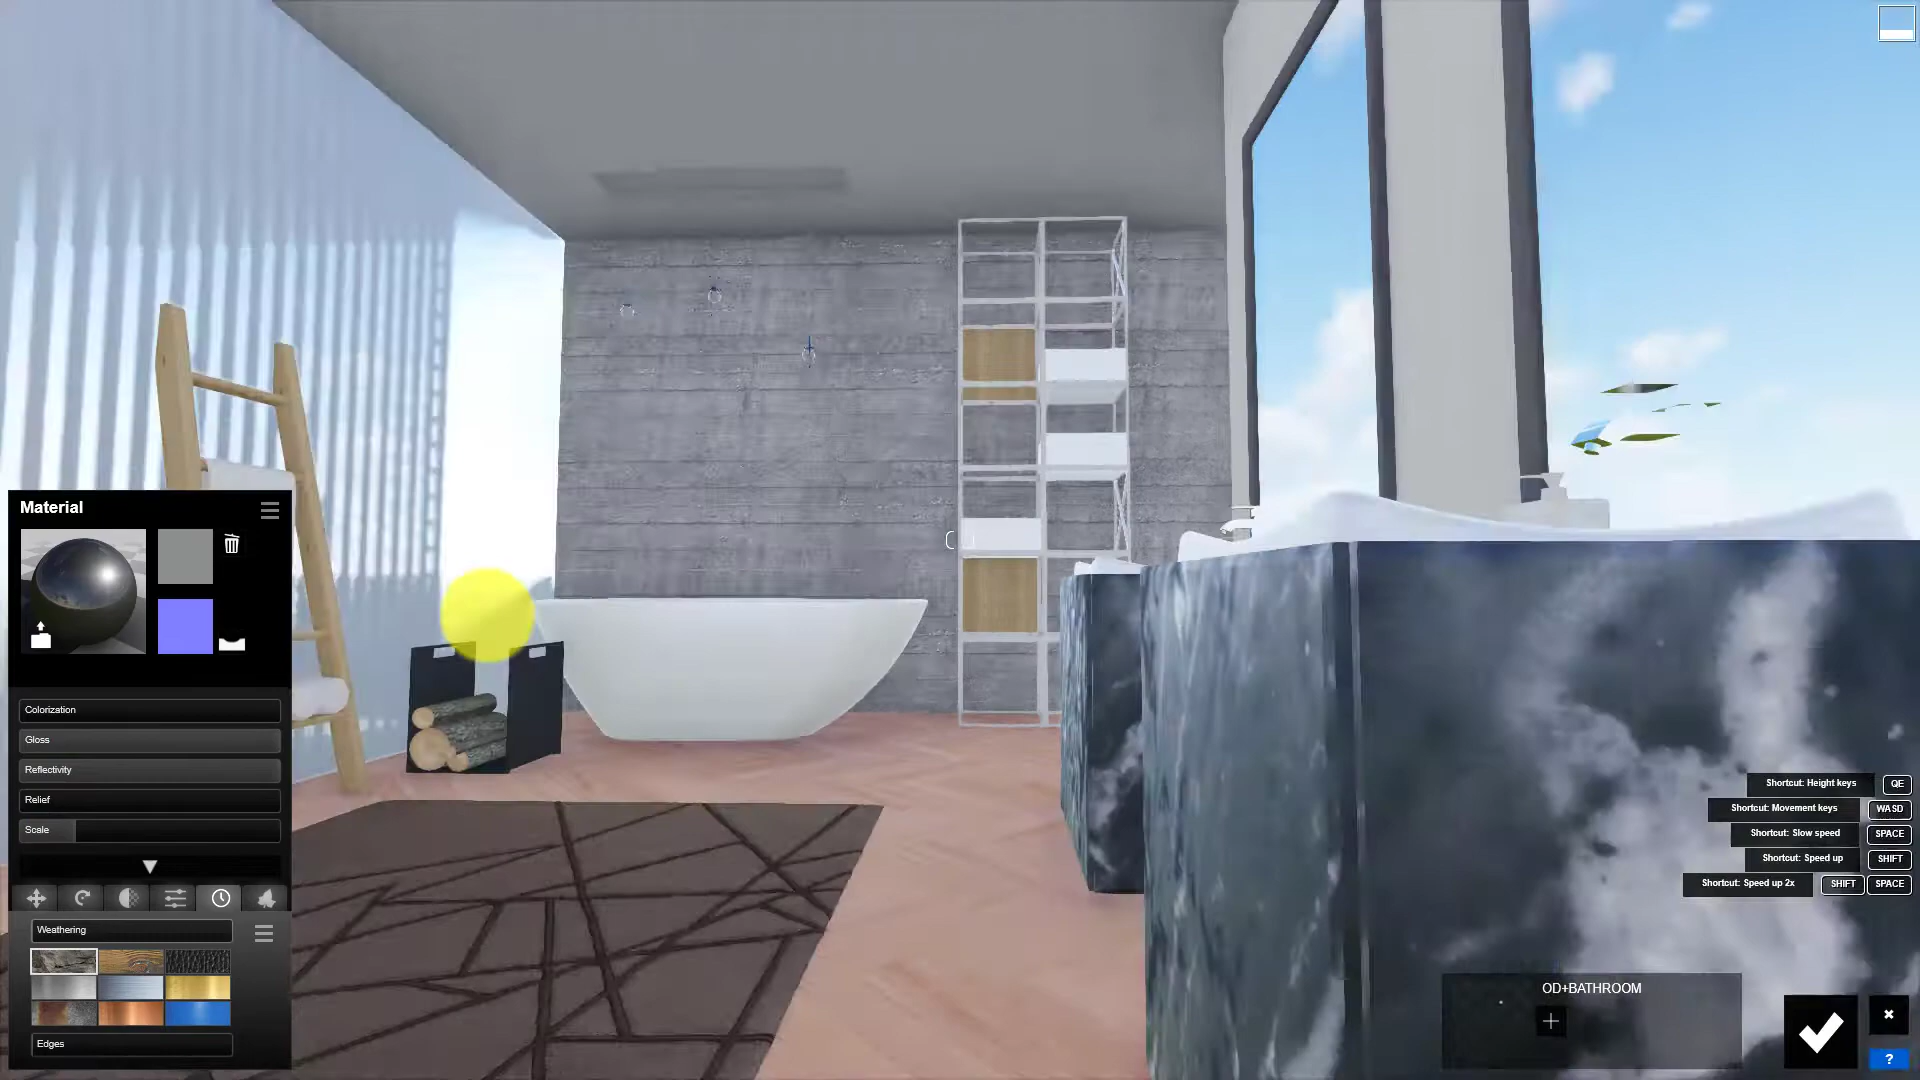 Material
Colorization
Gloss
Reflectivity
Relief
Scale
Weathering
Edges
Shortcut: Height keys QE
Shortcut: Movement keys WASD
Shortcut: Slow speed SPACE
Shortcut: Speed up SHIFT
Shortcut: Speed up 2x SHIFT SPACE
OD+BATHROOM
?